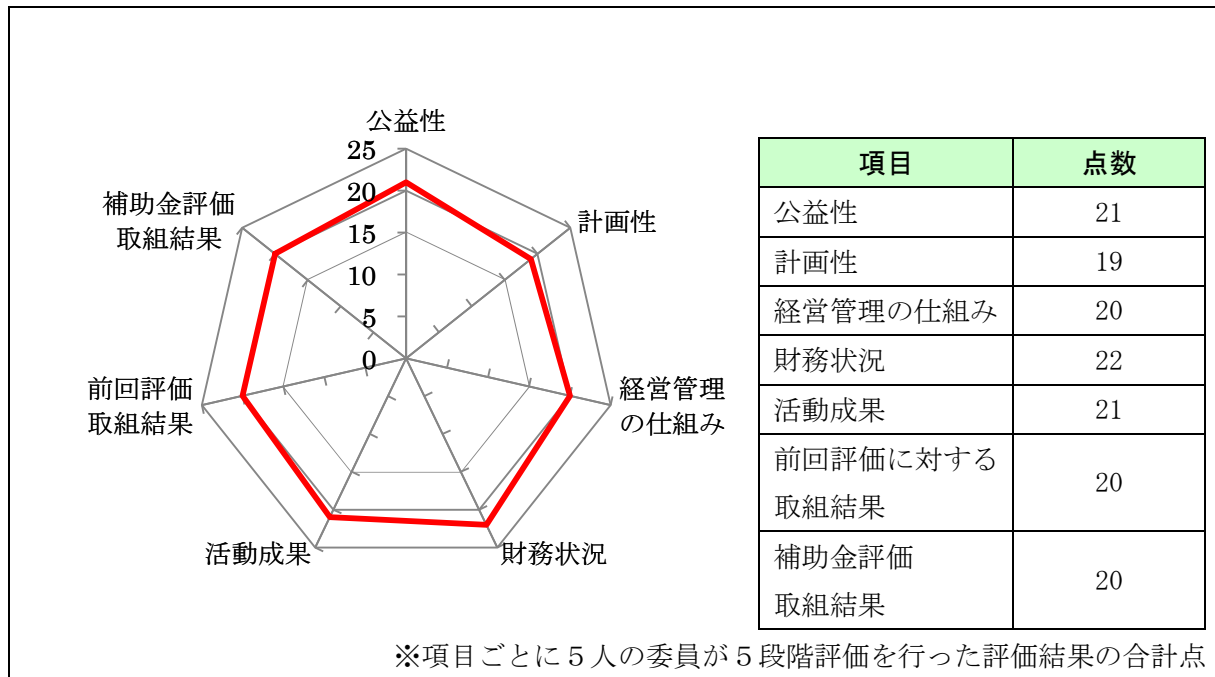 公益性
25
20
15
10
5
0
計画性
経営管理
の仕組み
財務状況
活動成果
前回評価
取組結果
補助金評価
取組結果
項目 点数
公益性 21
計画性 19
経営管理の仕組み 20
財務状況 22
活動成果 21
前回評価に対する
取組結果 20
補助金評価
取組結果 20
※項目ごとに５人の委員が５段階評価を行った評価結果の合計点